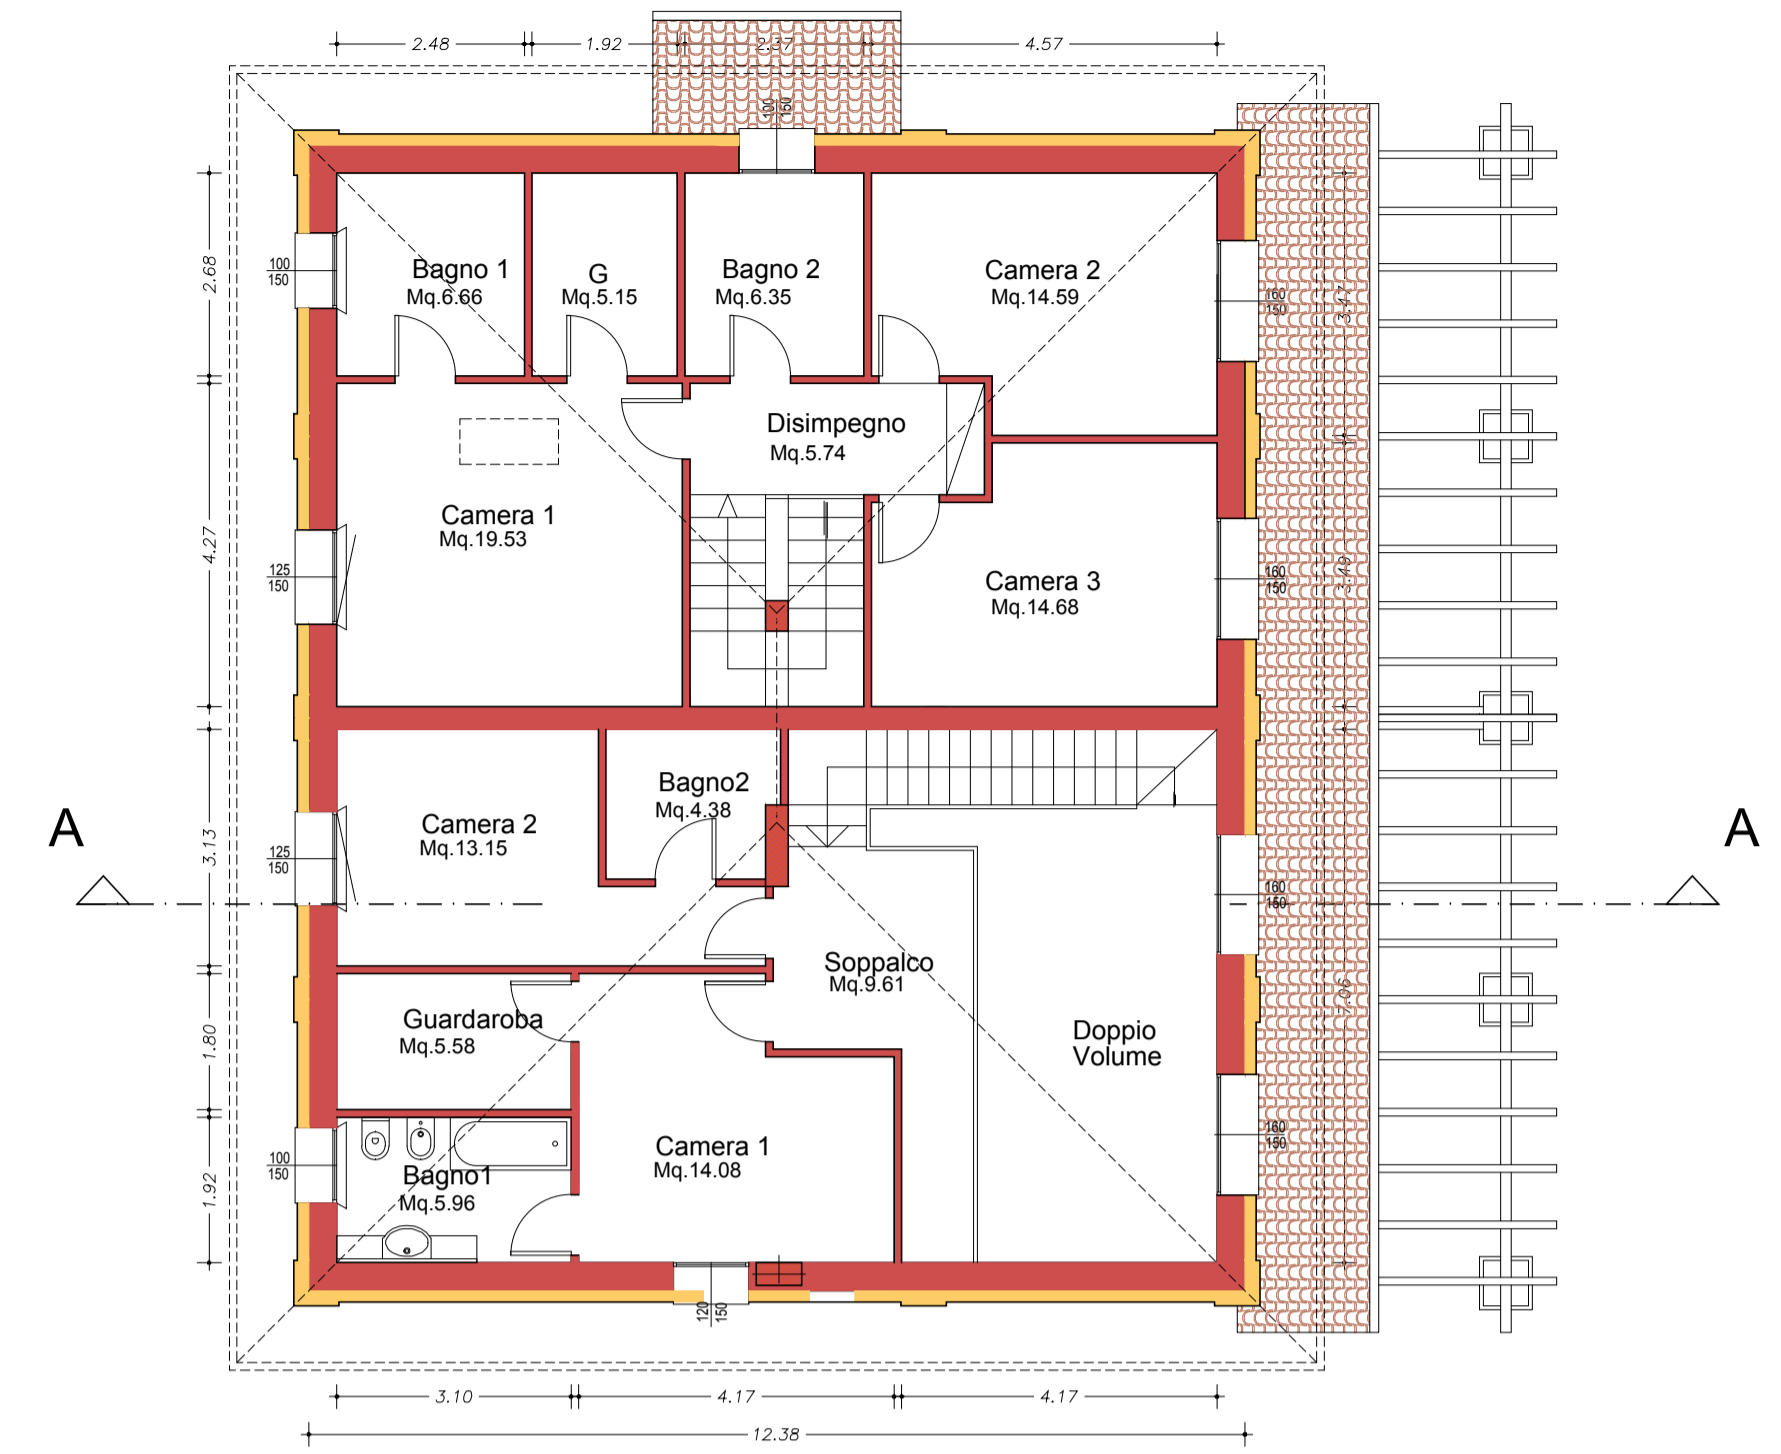 2.48
1.92
2.37
4.57
100
150
2.68
100
150
Bagno 1
Mq.6.66
G
Mq.5.15
Bagno 2
Mq.6.35
Camera 2
Mq.14.59
160
150
3.47
Disimpegno
Mq.5.74
4.27
125
150
Camera 1
Mq.19.53
Camera 3
Mq.14.68
160
150
3.49
A
A
3.13
125
150
Camera 2
Mq.13.15
Bagno2
Mq.4.38
160
150
Soppalco
Mq.9.61
7.06
1.80
Guardaroba
Mq.5.58
Doppio
Volume
160
150
1.92
100
150
Bagno1
Mq.5.96
Camera 1
Mq.14.08
120
150
3.10
4.17
4.17
12.38